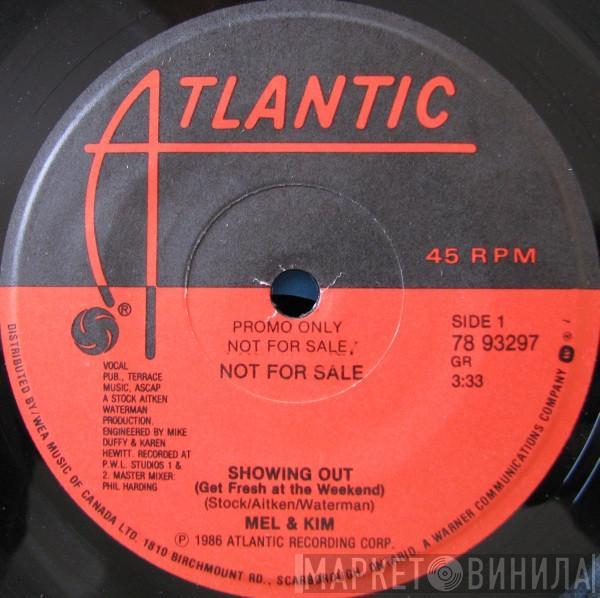 ATLANTIC
45 RPM
®
PROMO ONLY
NOT FOR SALE
NOT FOR SALE
SIDE 1
78 93297
GR
3:33
VOCAL
PUB., TERRACE
MUSIC, ASCAP
A STOCK AITKEN
WATERMAN
PRODUCTION.
ENGINEERED BY MIKE
DUFFY & KAREN
HEWITT. RECORDED AT
P.W.L. STUDIOS 1 &
2. MASTER MIXER:
PHIL HARDING
SHOWING OUT
(Get Fresh at the Weekend)
(Stock/Aitken/Waterman)
MEL & KIM
℗ 1986 ATLANTIC RECORDING CORP.
DISTRIBUTED BY/WEA MUSIC OF CANADA LTD. 1810 BIRCHMOUNT RD., SCARBOROUGH, ONTARIO, A WARNER COMMUNICATIONS COMPANY
МАРКЕТ ВИНИЛА